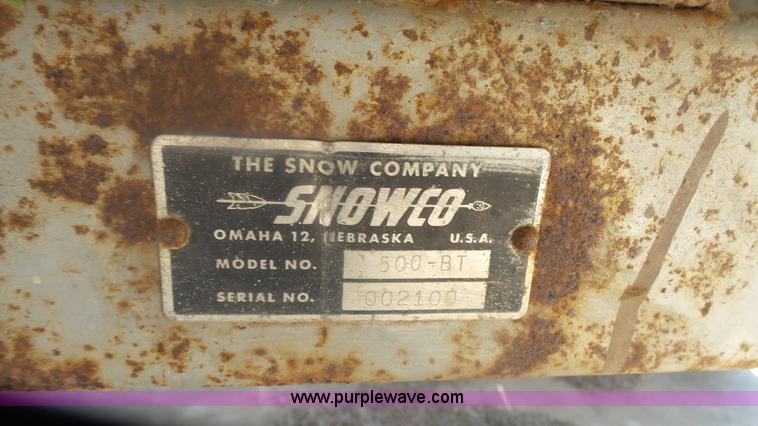 THE SNOW COMPANY
SNOWCO
OMAHA 12, NEBRASKA U.S.A.
MODEL NO. 500-BT
SERIAL NO. 002100
www.purplewave.com